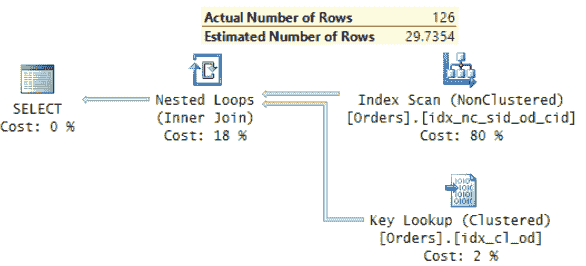 Actual Number of Rows 126
Estimated Number of Rows 29.7354
SELECT
Cost: 0 %
Nested Loops
(Inner Join)
Cost: 18 %
Index Scan (NonClustered)
[Orders].[idx_nc_sid_od_cid]
Cost: 80 %
Key Lookup (Clustered)
[Orders].[idx_cl_od]
Cost: 2 %